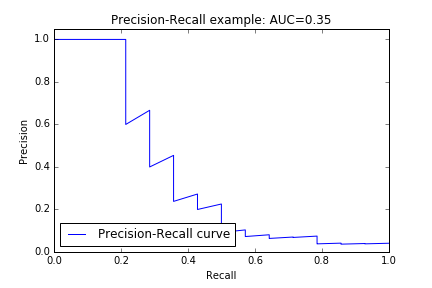 Precision-Recall example: AUC=0.35
1.0
0.8
0.6
0.4
0.2
0.0
Precision
Precision-Recall curve
0.0 0.2 0.4 0.6 0.8 1.0
Recall